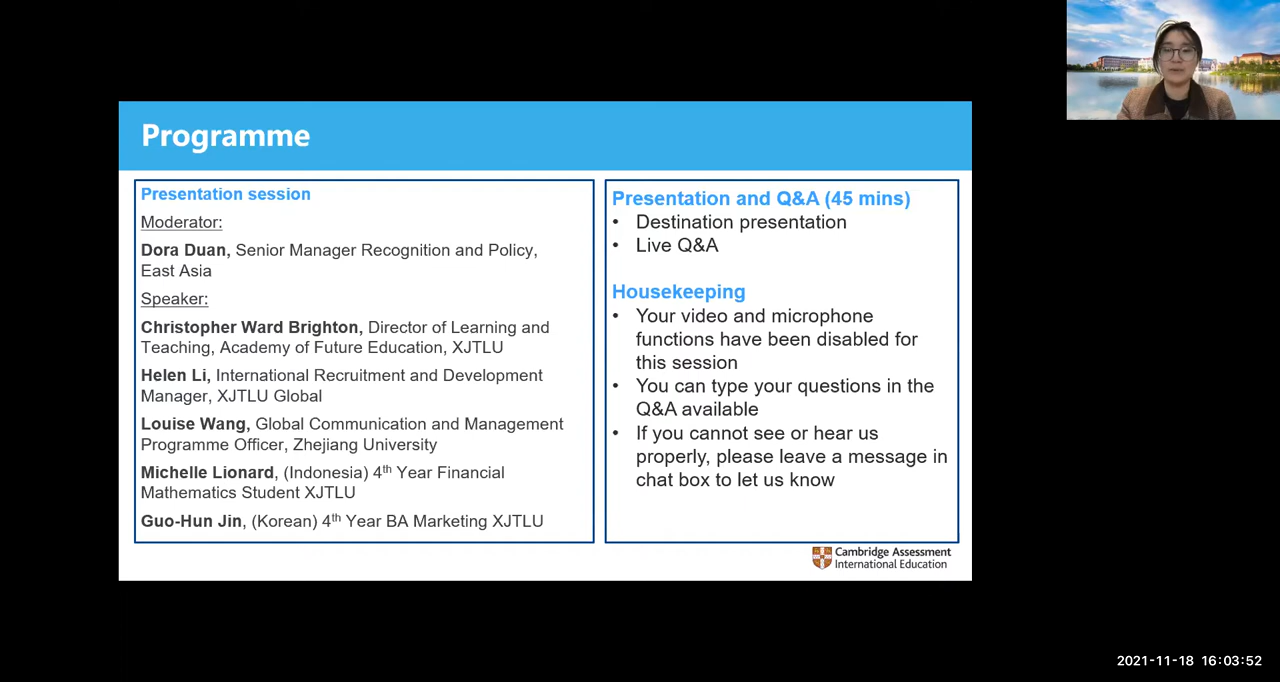 Programme
Presentation session
Moderator:
Dora Duan, Senior Manager Recognition and Policy,
East Asia
Speaker:
Christopher Ward Brighton, Director of Learning and
Teaching, Academy of Future Education, XJTLU
Helen Li, International Recruitment and Development
Manager, XJTLU Global
Louise Wang, Global Communication and Management
Programme Officer, Zhejiang University
Michelle Lionard, (Indonesia) 4th Year Financial
Mathematics Student XJTLU
Guo-Hun Jin, (Korean) 4th Year BA Marketing XJTLU
Presentation and Q&A (45 mins)
• Destination presentation
• Live Q&A
Housekeeping
• Your video and microphone
functions have been disabled for
this session
• You can type your questions in the
Q&A available
• If you cannot see or hear us
properly, please leave a message in
chat box to let us know
Cambridge Assessment
International Education
2021-11-18 16:03:52